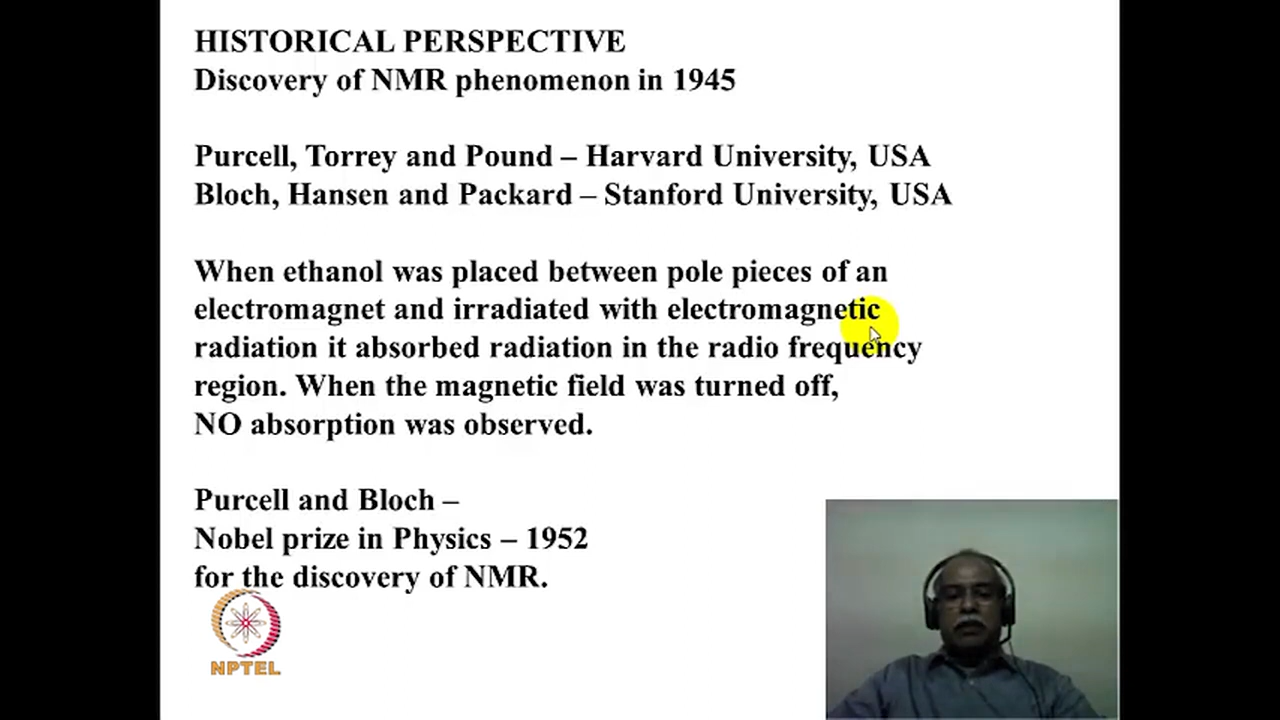 HISTORICAL PERSPECTIVE
Discovery of NMR phenomenon in 1945
Purcell, Torrey and Pound – Harvard University, USA
Bloch, Hansen and Packard – Stanford University, USA
When ethanol was placed between pole pieces of an
electromagnet and irradiated with electromagnetic
radiation it absorbed radiation in the radio frequency
region. When the magnetic field was turned off,
NO absorption was observed.
Purcell and Bloch –
Nobel prize in Physics – 1952
for the discovery of NMR.
NPTEL